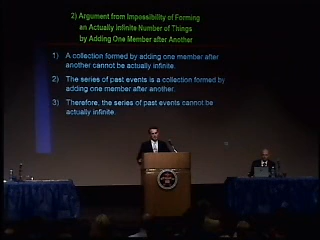 2) Argument from Impossibility of Forming
an Actually Infinite Number of Things
by Adding One Member after Another
1) A collection formed by adding one member after
another cannot be actually infinite.
2) The series of past events is a collection formed by
adding one member after another.
3) Therefore, the series of past events cannot be
actually infinite.